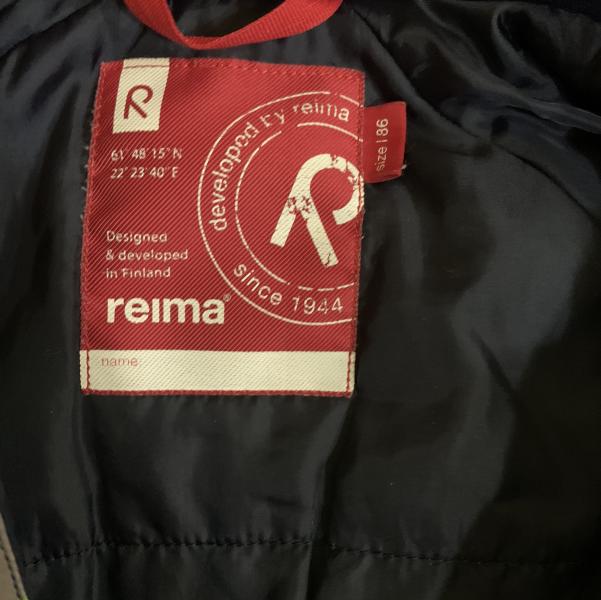 R
61° 48' 15" N
22° 23' 40" E
developed by reima
since 1944
R
size | 86
Designed
& developed
in Finland
reima®
name: